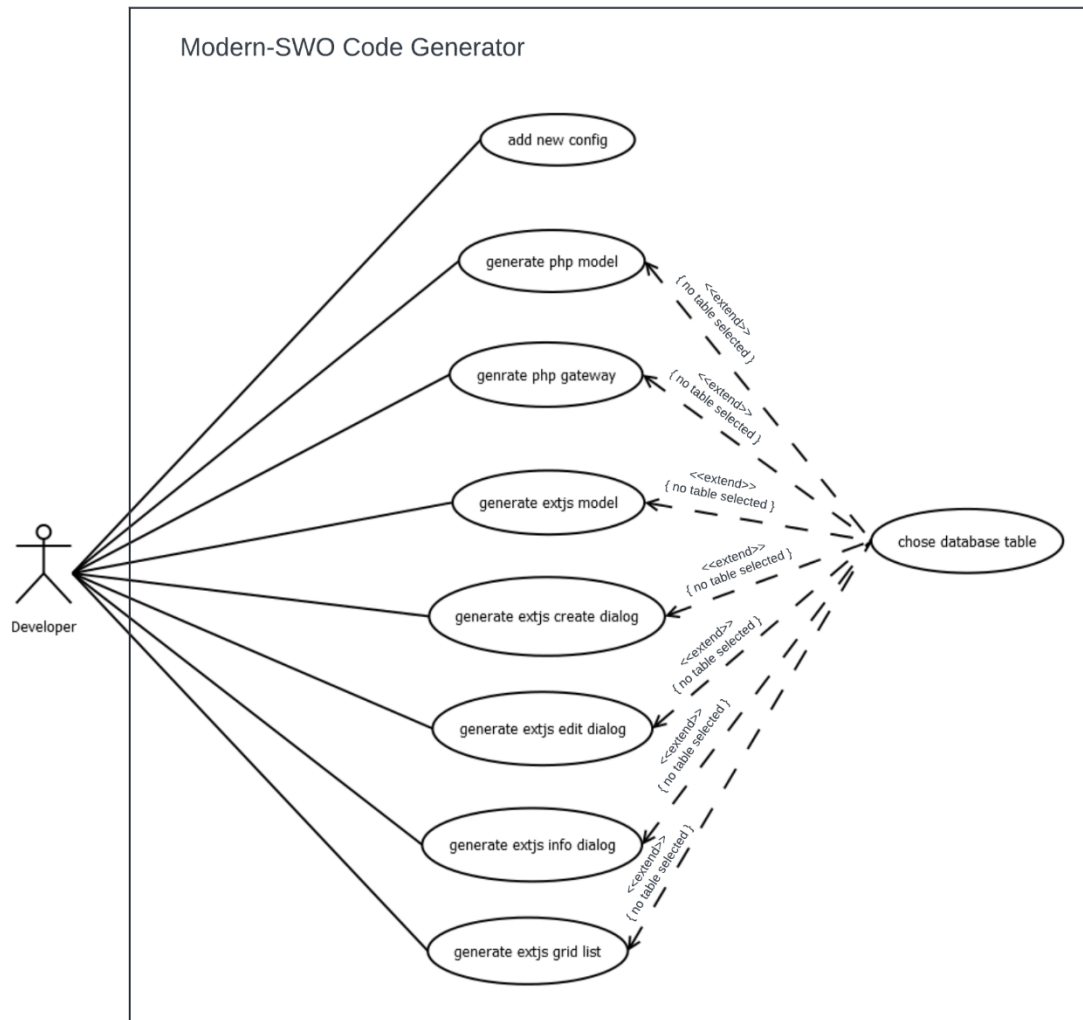 Modern-SWO Code Generator
add new config
generate php model
<<extend>>
{ no table selected }
genrate php gateway
<<extend>>
{ no table selected }
generate extjs model
<<extend>>
{ no table selected }
chose database table
Developer
generate extjs create dialog
<<extend>>
{ no table selected }
generate extjs edit dialog
<<extend>>
{ no table selected }
generate extjs info dialog
<<extend>>
{ no table selected }
generate extjs grid list
<<extend>>
{ no table selected }